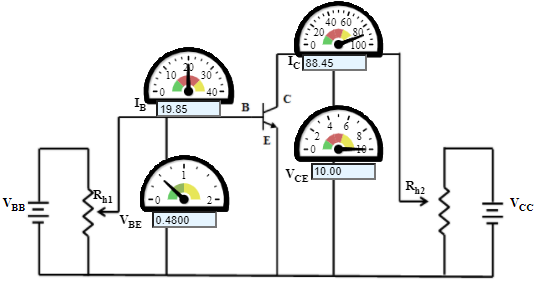 20 40 60 80
0 100
I_C 88.45
10 20 30
0 40
I_B 19.85
B
C
E
2 4 6 8
0 10
V_CE 10.00
1
0 2
V_BE 0.4800
R_h1
V_BB
R_h2
V_CC